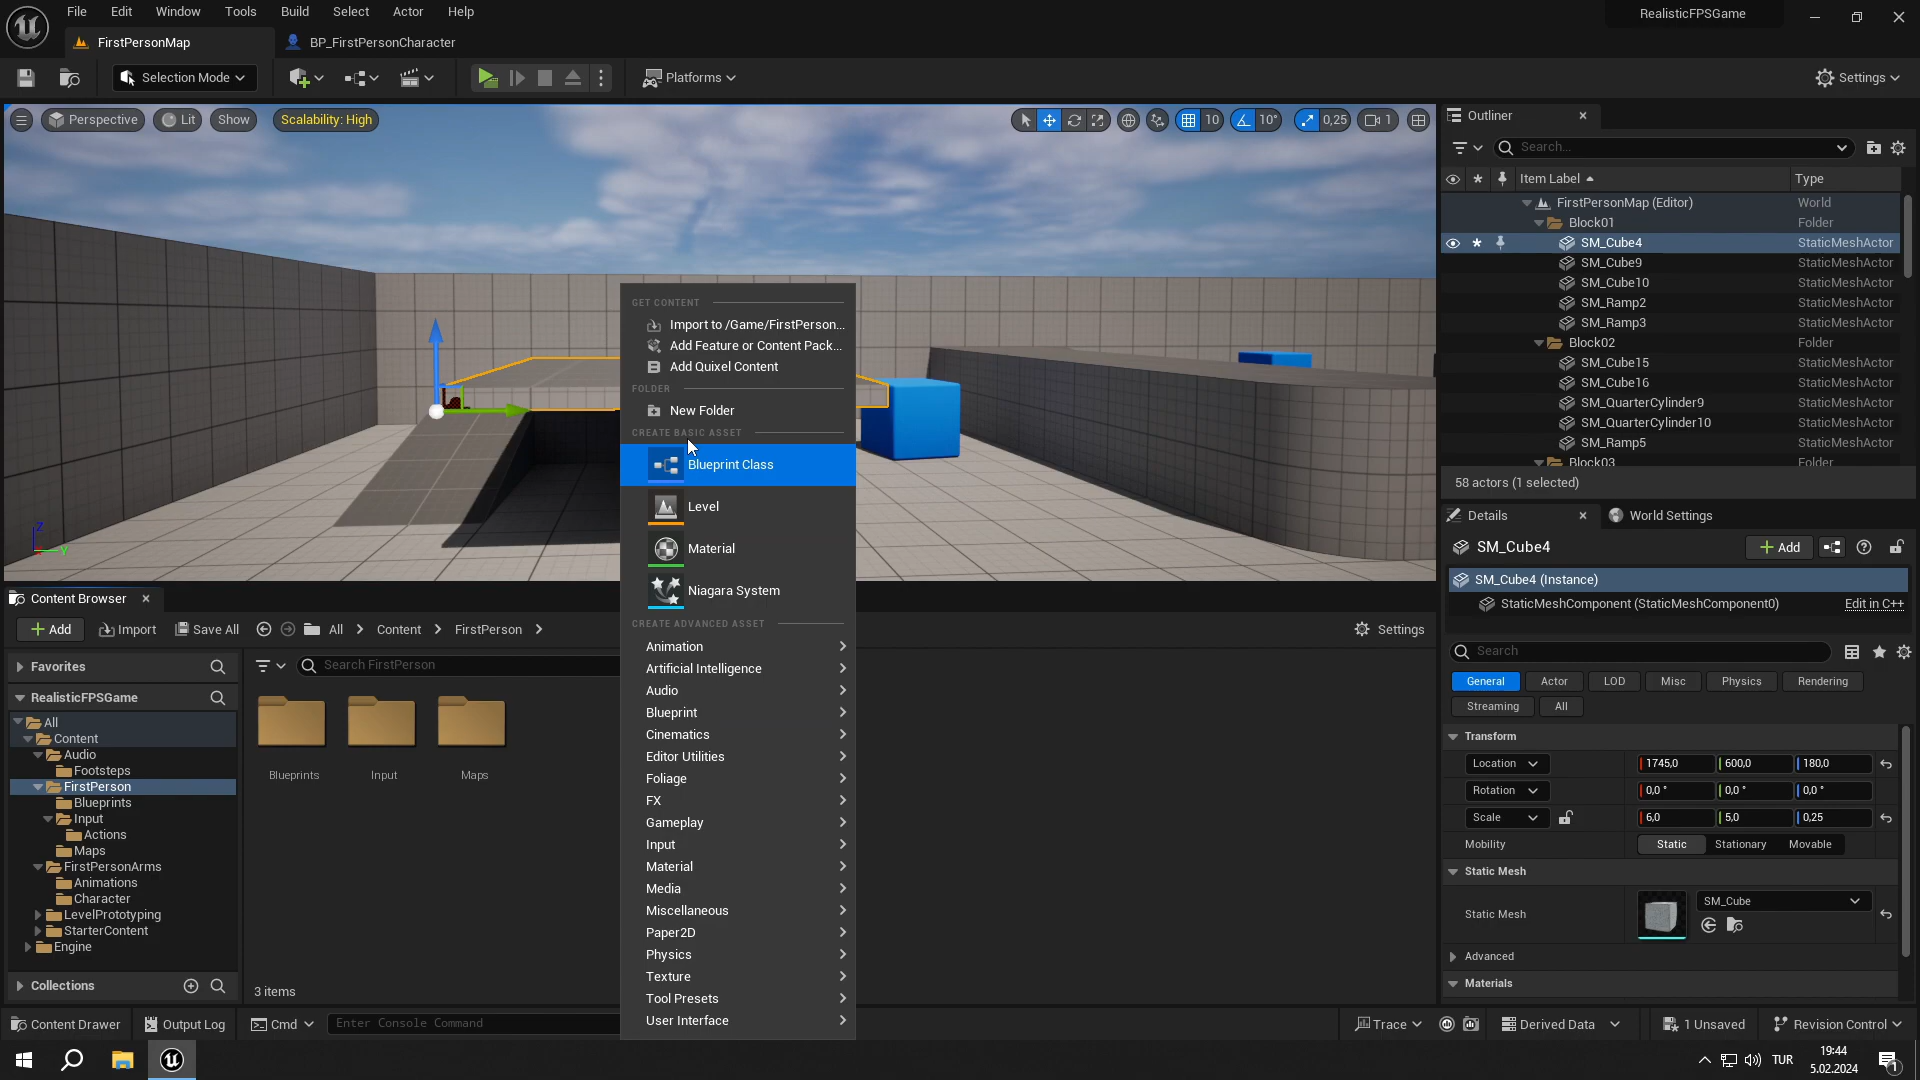 File Edit Window Tools Build Select Actor Help
RealisticFPSGame
FirstPersonMap
BP_FirstPersonCharacter
Selection Mode
Platforms
Settings
Perspective
Lit
Show
Scalability: High
10
10°
0,25
1
Outliner
Search...
Item Label
Type
FirstPersonMap (Editor) World
Block01 Folder
SM_Cube4 StaticMeshActor
SM_Cube9 StaticMeshActor
SM_Cube10 StaticMeshActor
SM_Ramp2 StaticMeshActor
SM_Ramp3 StaticMeshActor
Block02 Folder
SM_Cube15 StaticMeshActor
SM_Cube16 StaticMeshActor
SM_QuarterCylinder9 StaticMeshActor
SM_QuarterCylinder10 StaticMeshActor
SM_Ramp5 StaticMeshActor
Block03 Folder
58 actors (1 selected)
GET CONTENT
Import to /Game/FirstPerson...
Add Feature or Content Pack...
Add Quixel Content
FOLDER
New Folder
CREATE BASIC ASSET
Blueprint Class
Level
Material
Niagara System
CREATE ADVANCED ASSET
Animation
Artificial Intelligence
Audio
Blueprint
Cinematics
Editor Utilities
Foliage
FX
Gameplay
Input
Material
Media
Miscellaneous
Paper2D
Physics
Texture
Tool Presets
User Interface
Z
Y
Details
World Settings
SM_Cube4
Add
SM_Cube4 (Instance)
StaticMeshComponent (StaticMeshComponent0)
Edit in C++
Search
General Actor LOD Misc Physics Rendering
Streaming All
Transform
Location 1745,0 600,0 180,0
Rotation 0,0 ° 0,0 ° 0,0 °
Scale 6,0 5,0 0,25
Mobility Static Stationary Movable
Static Mesh
Static Mesh
SM_Cube
Advanced
Materials
Content Browser
Add
Import
Save All
All
Content
FirstPerson
Settings
Favorites
RealisticFPSGame
All
Content
Audio
Footsteps
FirstPerson
Blueprints
Input
Actions
Maps
FirstPersonArms
Animations
Character
LevelPrototyping
StarterContent
Engine
Collections
Search FirstPerson
Blueprints
Input
Maps
3 items
Content Drawer
Output Log
Cmd
Enter Console Command
Trace
Derived Data
1 Unsaved
Revision Control
TUR
19:44
5.02.2024
1